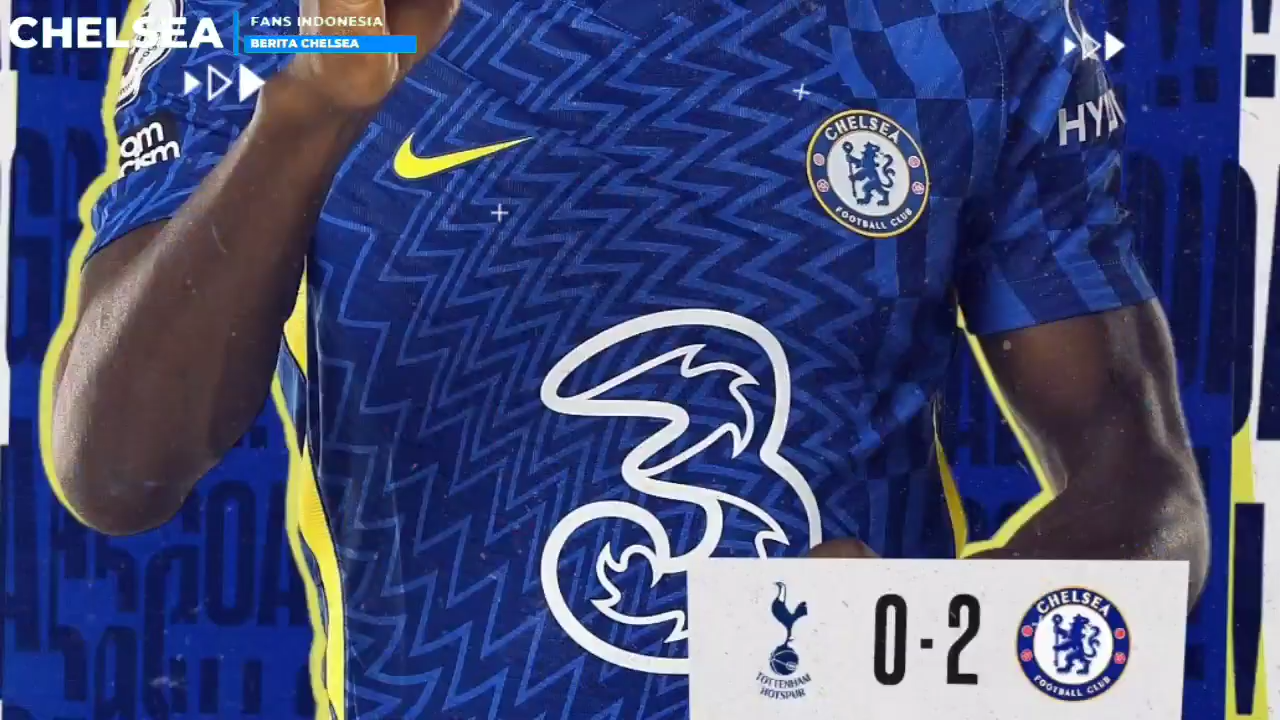 CHELSEA
FANS INDONESIA
BERITA CHELSEA
CHELSEA
FOOTBALL CLUB
0-2
TOTTENHAM
HOTSPUR
CHELSEA
FOOTBALL CLUB